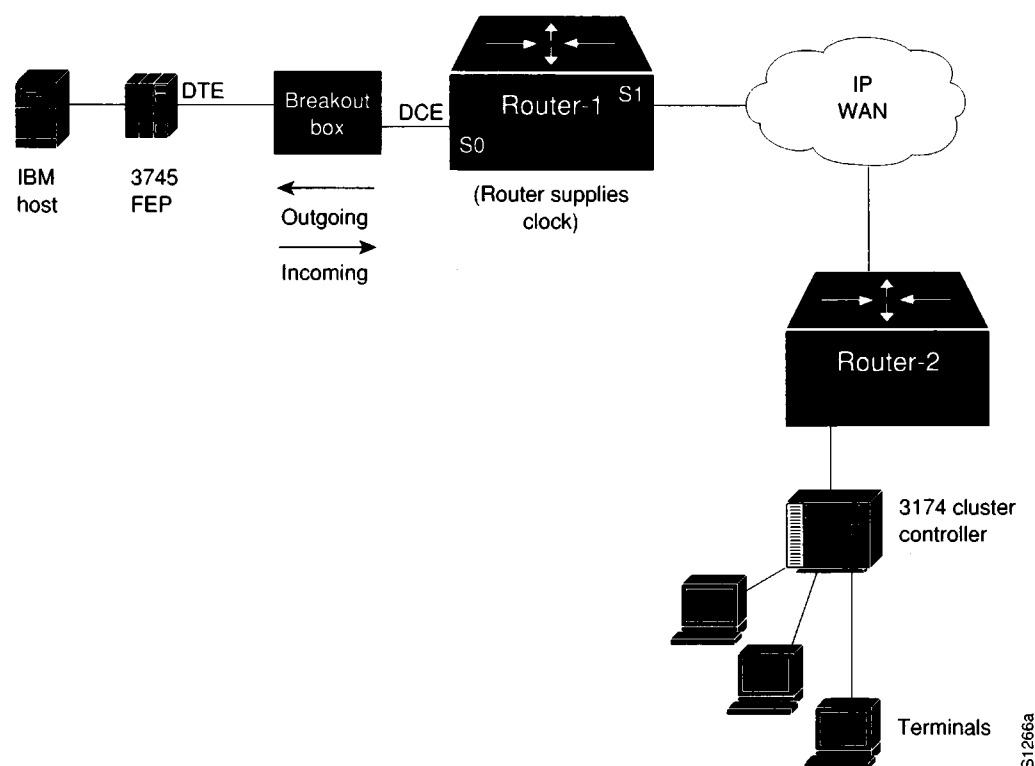 IBM
host
3745
FEP
DTE
Breakout
box
DCE
Outgoing
Incoming
Router-1
S0
S1
(Router supplies
clock)
IP
WAN
Router-2
3174 cluster
controller
Terminals
S1266a